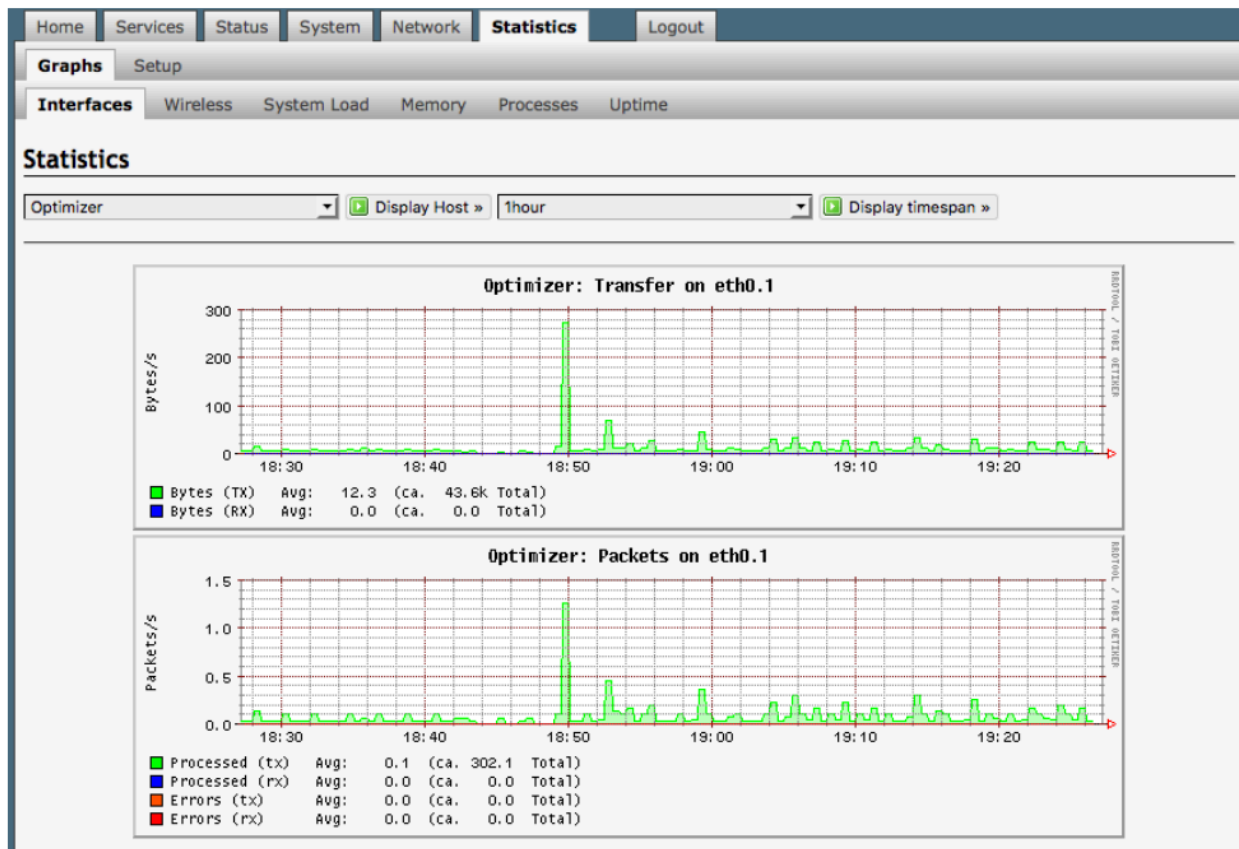 Home Services Status System Network Statistics Logout
Graphs Setup
Interfaces Wireless System Load Memory Processes Uptime
Statistics
Optimizer Display Host » 1hour Display timespan »
Optimizer: Transfer on eth0.1
RRDTOOL / TOBI OETIKER
Bytes/s
300
200
100
0
18:30 18:40 18:50 19:00 19:10 19:20
Bytes (TX) Avg: 12.3 (ca. 43.6k Total)
Bytes (RX) Avg: 0.0 (ca. 0.0 Total)
Optimizer: Packets on eth0.1
RRDTOOL / TOBI OETIKER
Packets/s
1.5
1.0
0.5
0.0
18:30 18:40 18:50 19:00 19:10 19:20
Processed (tx) Avg: 0.1 (ca. 302.1 Total)
Processed (rx) Avg: 0.0 (ca. 0.0 Total)
Errors (tx) Avg: 0.0 (ca. 0.0 Total)
Errors (rx) Avg: 0.0 (ca. 0.0 Total)